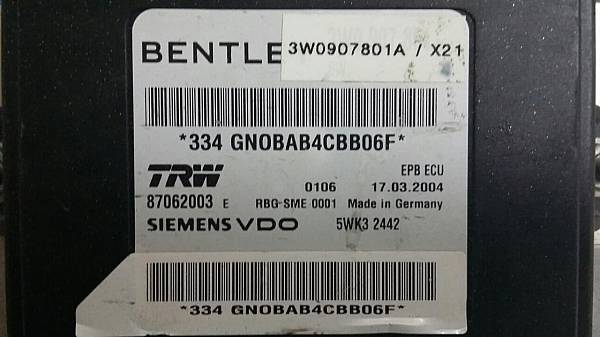 BENTLE 3W0907801A / X21
*334 GNOBAB4CBB06F*
TRW EPB ECU
0106 17.03.2004
87062003 E RBG-SME 0001 Made in Germany
SIEMENS VDO 5WK3 2442
*334 GNOBAB4CBB06F*